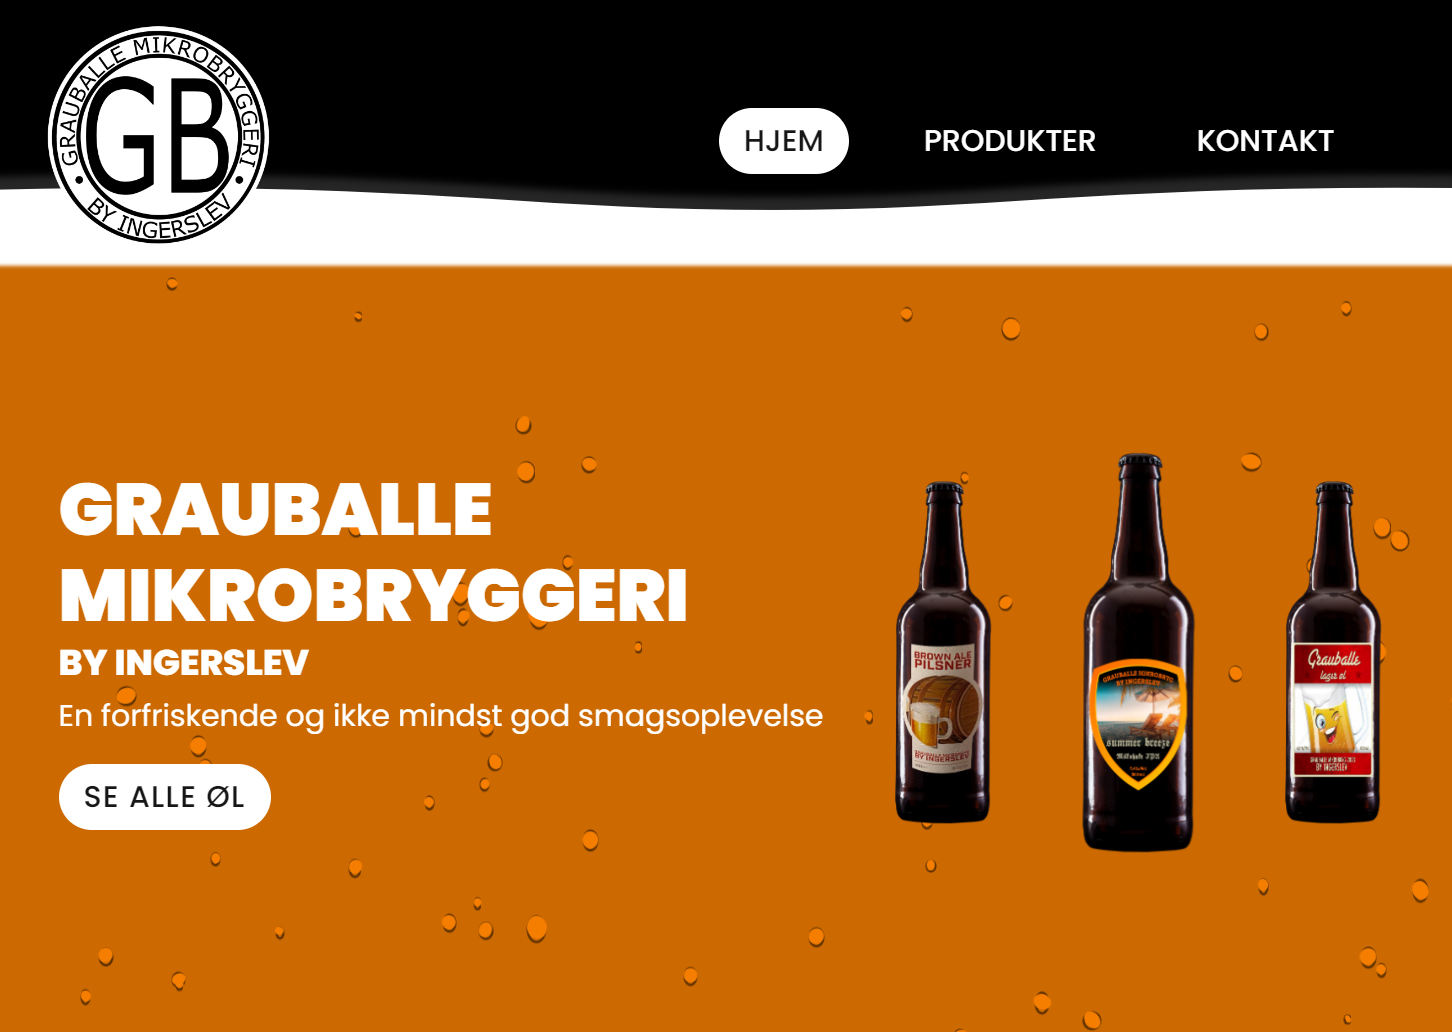 GRAUBALLE MIKROBRYGGERI
GB
• BY INGERSLEV •
HJEM
PRODUKTER
KONTAKT
GRAUBALLE
MIKROBRYGGERI
BY INGERSLEV
En forfriskende og ikke mindst god smagsoplevelse
SE ALLE ØL
BROWN ALE
PILSNER
BY INGERSLEV
GRAUBALLE MIKROBRYG
BY INGERSLEV
summer breeze
Milkshake IPA
Grauballe
lager øl
BY INGERSLEV